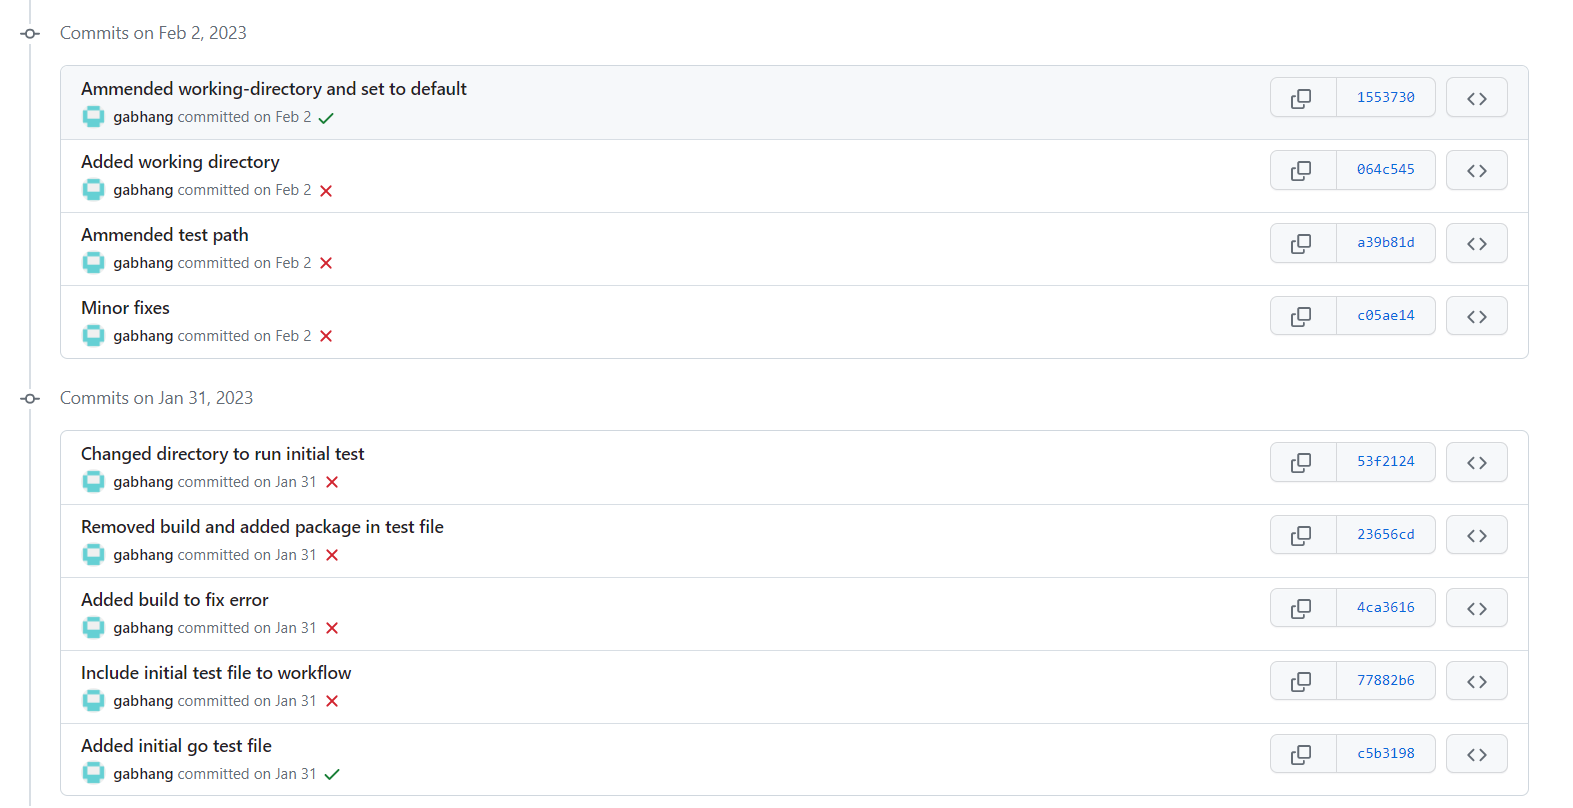 Commits on Feb 2, 2023
Ammended working-directory and set to default
gabhang committed on Feb 2
1553730
Added working directory
gabhang committed on Feb 2
064c545
Ammended test path
gabhang committed on Feb 2
a39b81d
Minor fixes
gabhang committed on Feb 2
c05ae14
Commits on Jan 31, 2023
Changed directory to run initial test
gabhang committed on Jan 31
53f2124
Removed build and added package in test file
gabhang committed on Jan 31
23656cd
Added build to fix error
gabhang committed on Jan 31
4ca3616
Include initial test file to workflow
gabhang committed on Jan 31
77882b6
Added initial go test file
gabhang committed on Jan 31
c5b3198